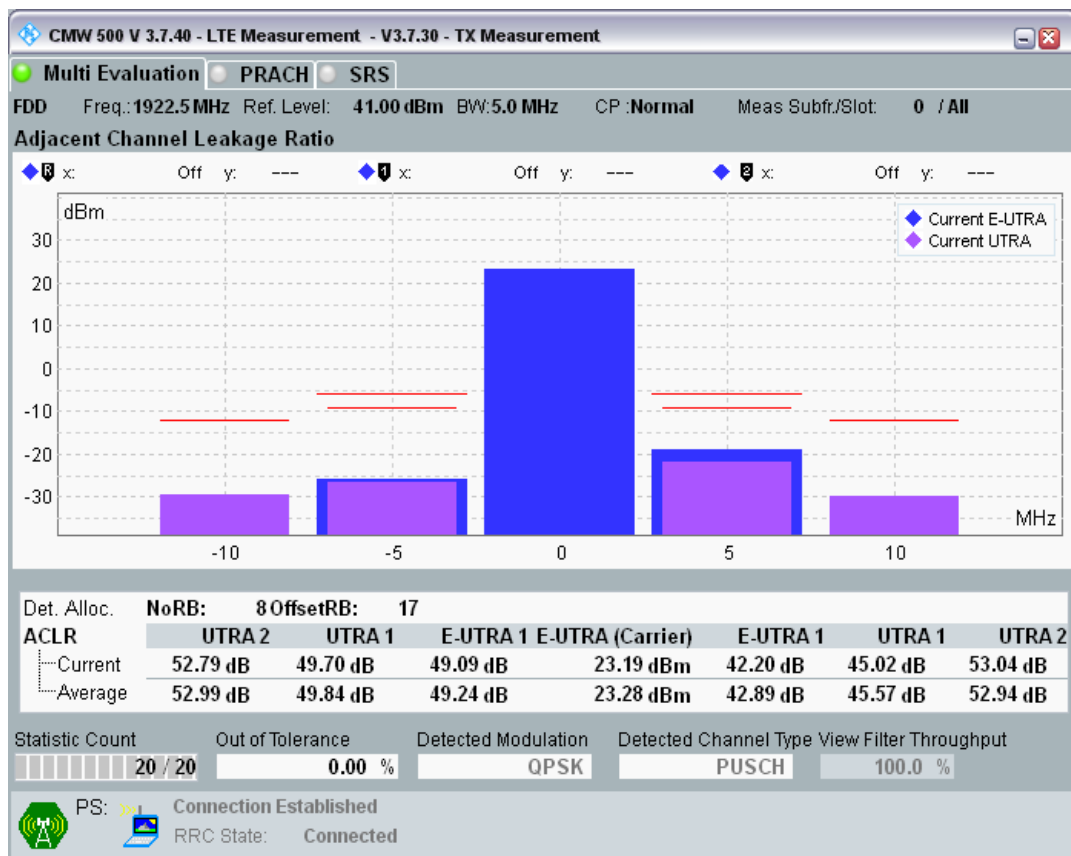 CMW 500 V 3.7.40 - LTE Measurement - V3.7.30 - TX Measurement
Multi Evaluation PRACH SRS
FDD Freq.:1922.5 MHz Ref. Level: 41.00 dBm BW:5.0 MHz CP :Normal Meas Subfr./Slot: 0 / All
Adjacent Channel Leakage Ratio
R x: Off y: --- 1 x: Off y: --- 2 x: Off y: ---
dBm
Current E-UTRA
Current UTRA
30
20
10
0
-10
-20
-30
MHz
-10 -5 0 5 10
Det. Alloc. NoRB: 8 OffsetRB: 17
ACLR UTRA 2 UTRA 1 E-UTRA 1 E-UTRA (Carrier) E-UTRA 1 UTRA 1 UTRA 2
Current 52.79 dB 49.70 dB 49.09 dB 23.19 dBm 42.20 dB 45.02 dB 53.04 dB
Average 52.99 dB 49.84 dB 49.24 dB 23.28 dBm 42.89 dB 45.57 dB 52.94 dB
Statistic Count Out of Tolerance Detected Modulation Detected Channel Type View Filter Throughput
20 / 20 0.00 % QPSK PUSCH 100.0 %
PS: Connection Established
RRC State: Connected